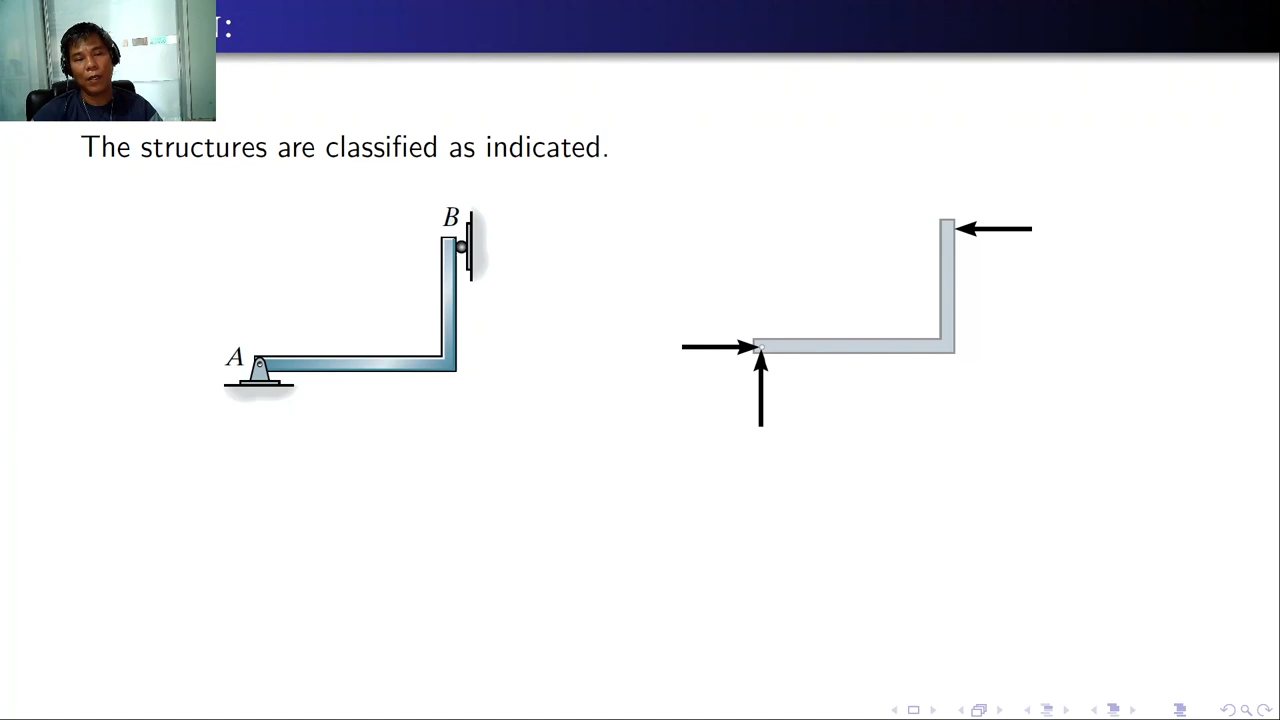 The structures are classified as indicated.
B
A